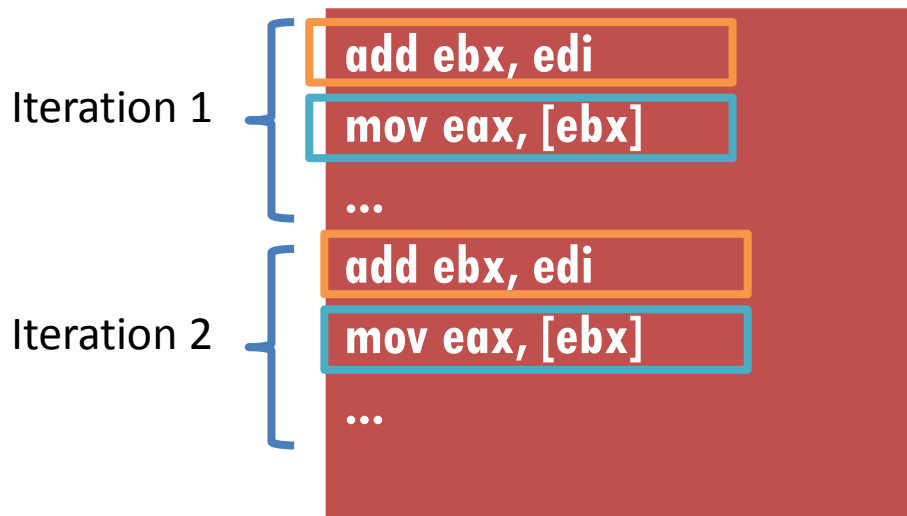 Iteration 1
add ebx, edi
mov eax, [ebx]
...
Iteration 2
add ebx, edi
mov eax, [ebx]
...